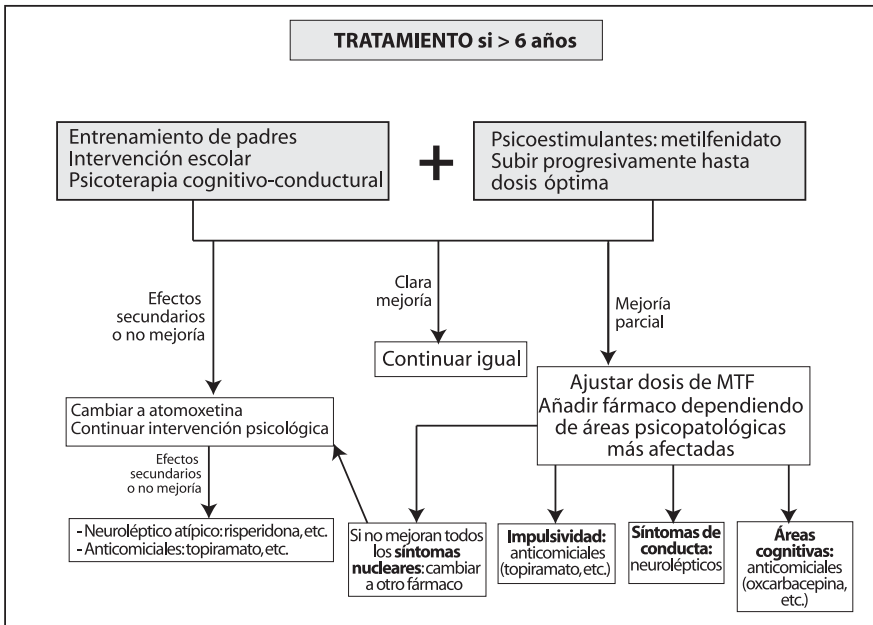 TRATAMIENTO si > 6 años
Entrenamiento de padres
Intervención escolar
Psicoterapia cognitivo-conductural
+
Psicoestimulantes: metilfenidato
Subir progresivamente hasta
dosis óptima
Efectos
secundarios
o no mejoría
Clara
mejoría
Mejoría
parcial
Continuar igual
Cambiar a atomoxetina
Continuar intervención psicológica
Ajustar dosis de MTF
Añadir fármaco dependiendo
de áreas psicopatológicas
más afectadas
Efectos
secundarios
o no mejoría
- Neuroléptico atípico: risperidona, etc.
- Anticomiciales: topiramato, etc.
Si no mejoran todos
los síntomas
nucleares: cambiar
a otro fármaco
Impulsividad:
anticomiciales
(topiramato, etc.)
Síntomas de
conducta:
neurolépticos
Áreas
cognitivas:
anticomiciales
(oxcarbacepina,
etc.)